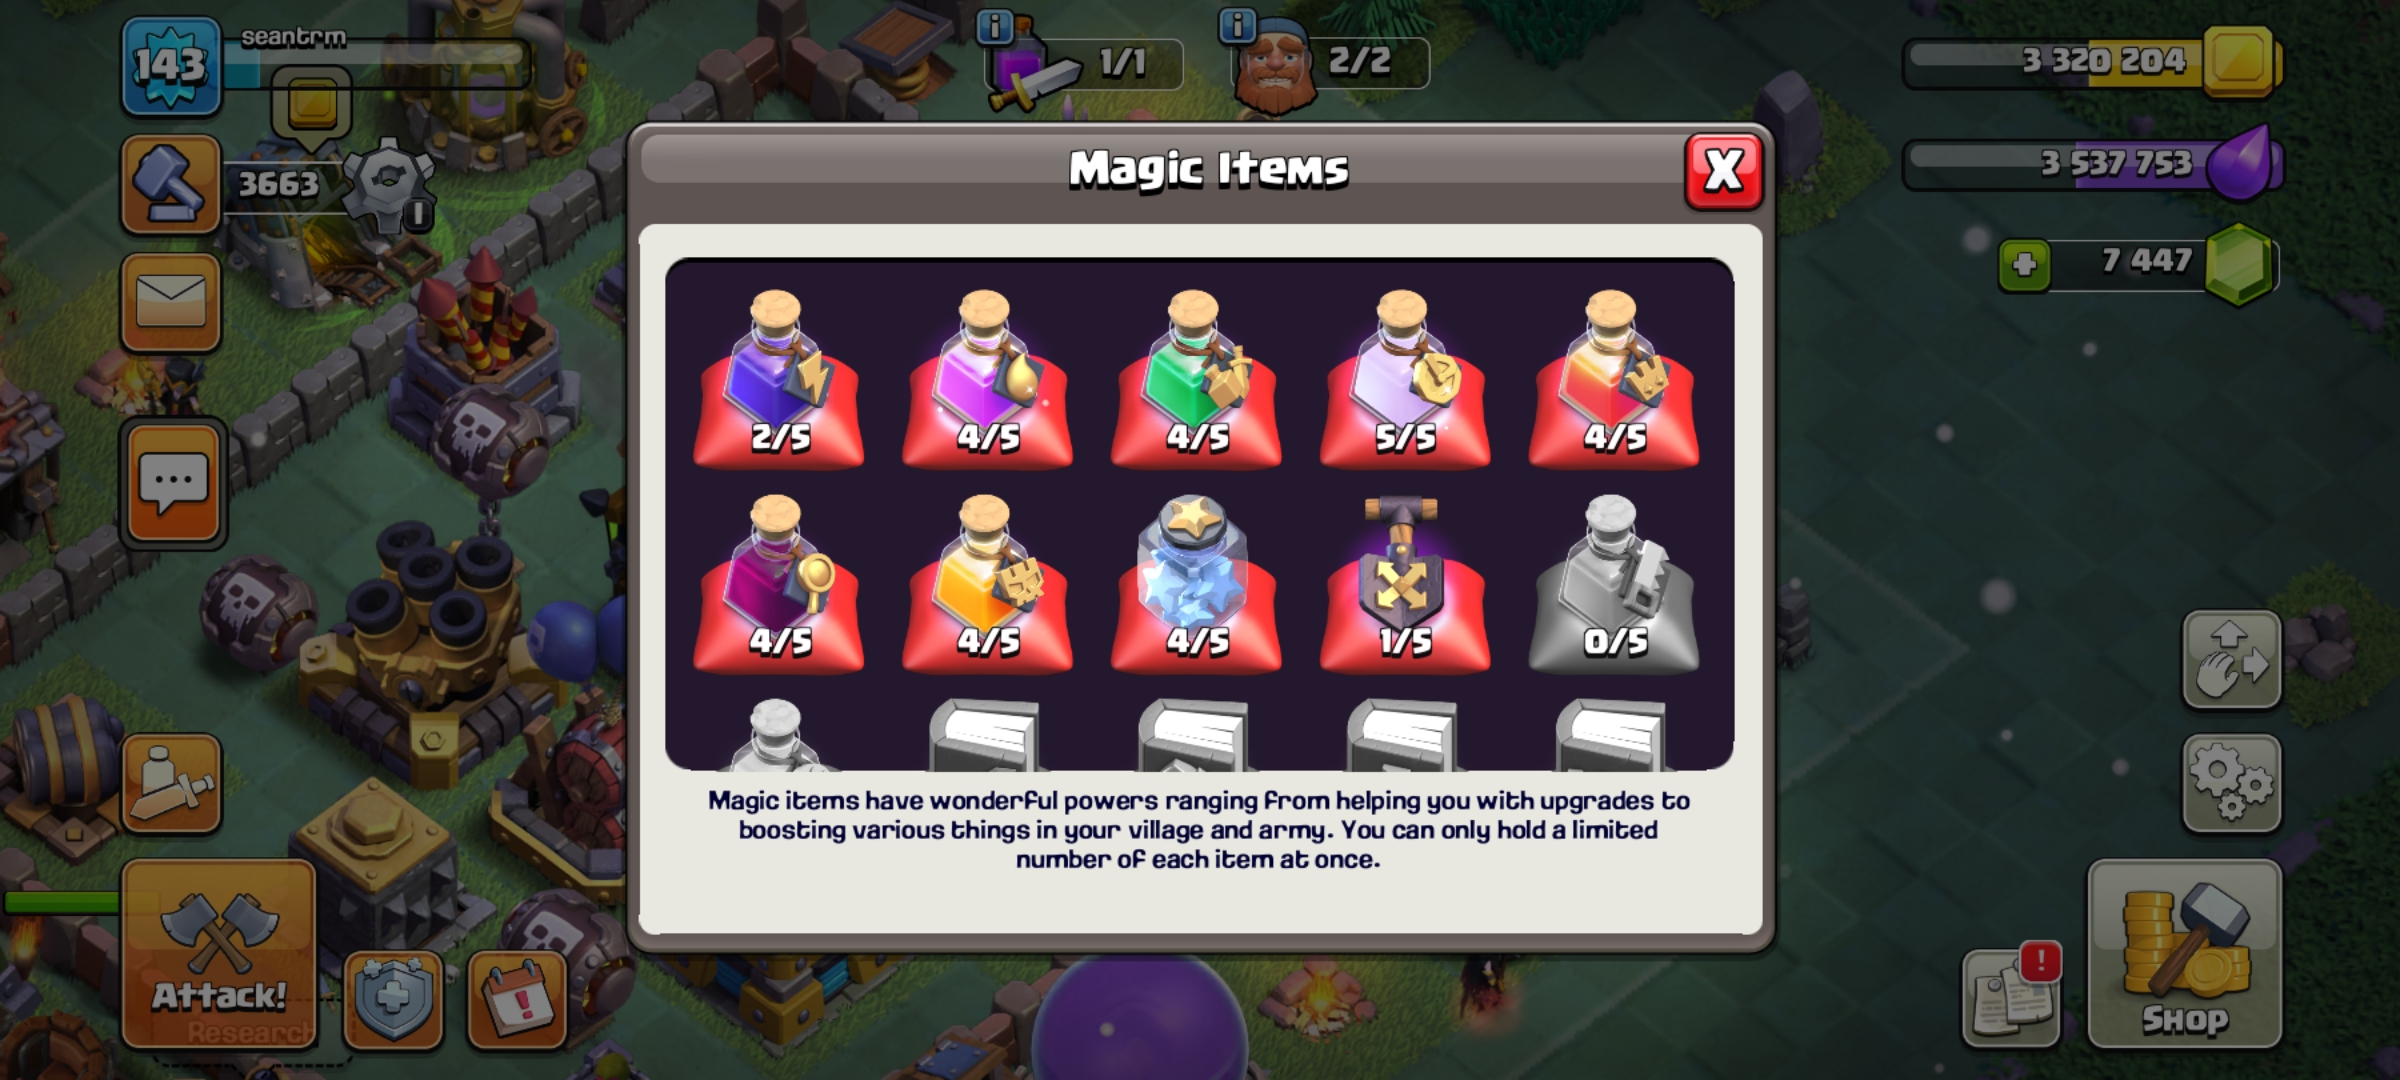 143
seantrm
1/1
2/2
3 320 204
3663
3 537 753
7 447
Magic Items
X
2/5
4/5
4/5
5/5
4/5
4/5
4/5
4/5
1/5
0/5
Magic items have wonderful powers ranging from helping you with upgrades to
boosting various things in your village and army. You can only hold a limited
number of each item at once.
Attack!
Research
!
Shop